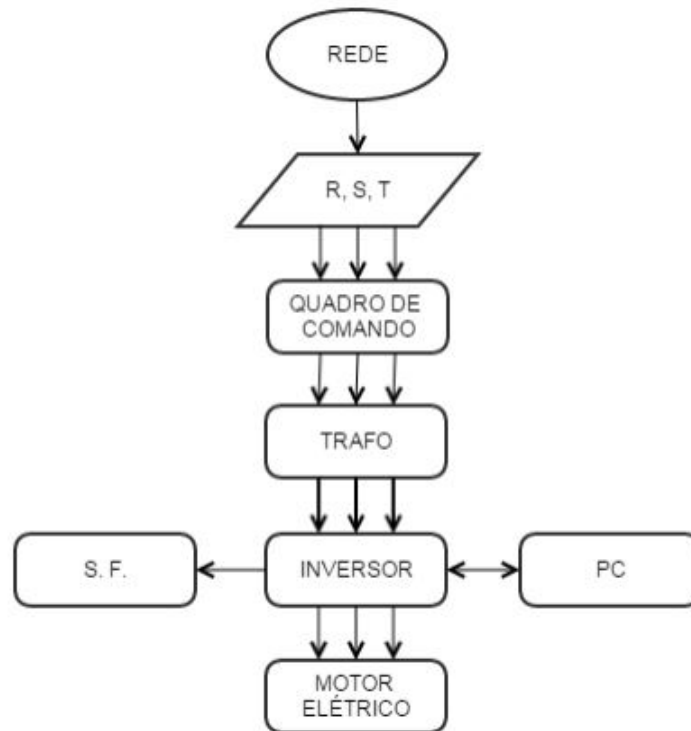 REDE
R, S, T
QUADRO DE
COMANDO
TRAFO
S. F.
INVERSOR
PC
MOTOR
ELÉTRICO